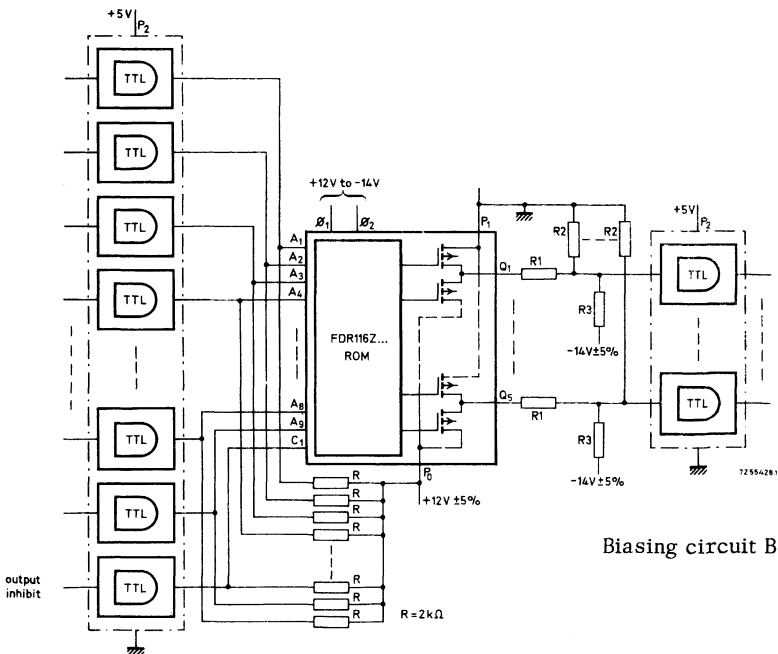 +5V
P2
TTL
TTL
TTL
TTL
TTL
TTL
TTL
output
inhibit
+12V to -14V
Ø1
Ø2
P1
A1
A2
A3
A4
A8
A9
C1
FDR116Z...
ROM
Q1
Q5
P0
+12V ±5%
R
R
R
R
R
R
R
R=2kΩ
R1
R1
R2
R2
R3
-14V±5%
R3
-14V±5%
+5V
P2
TTL
TTL
7Z55428.1
Biasing circuit B